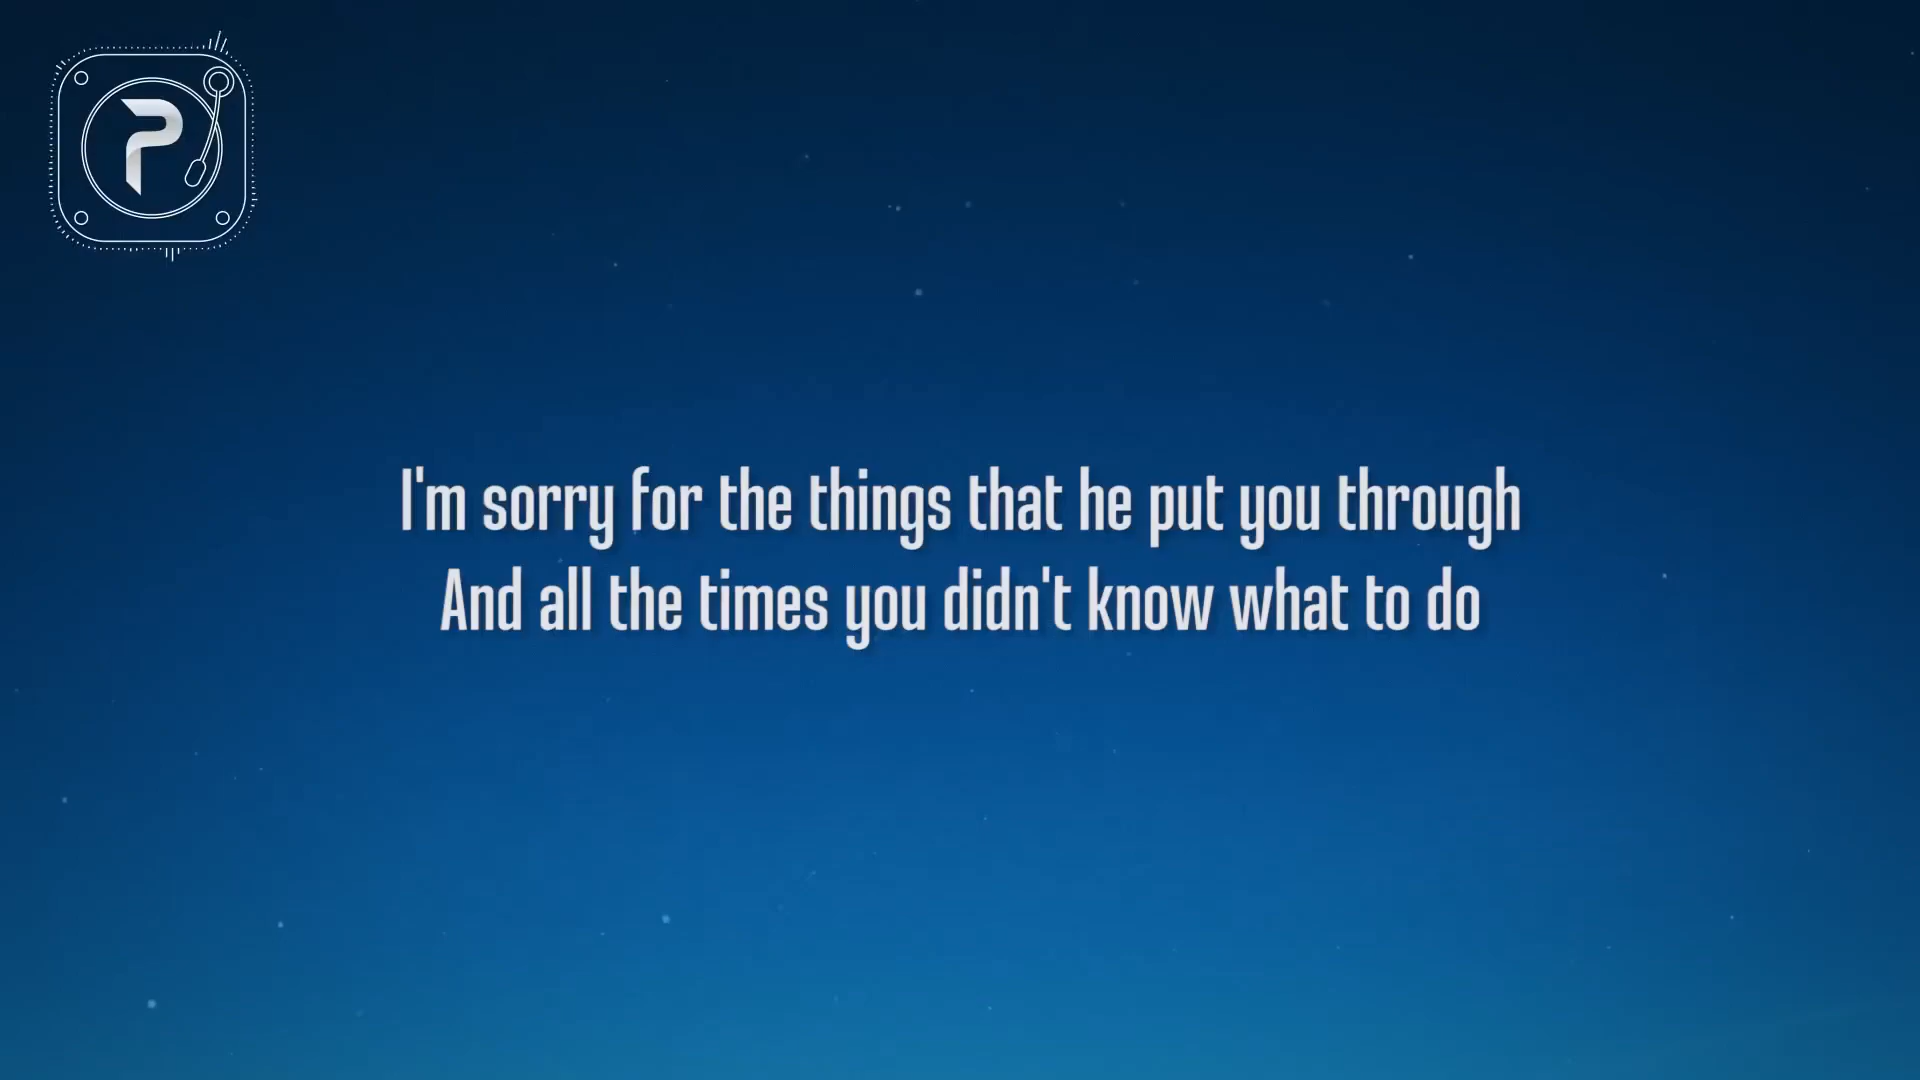 P
I'm sorry for the things that he put you through
And all the times you didn't know what to do